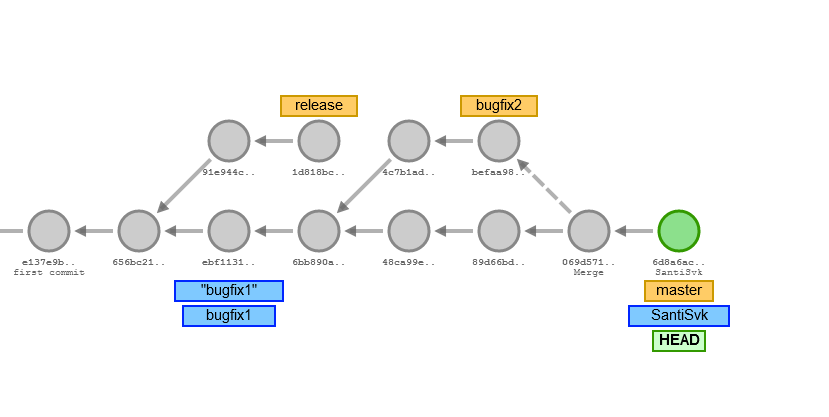 release
bugfix2
91e944c..
1d818bc..
4c7b1ad..
befaa98..
e137e9b..
first commit
656bc21..
ebf1131..
6bb890a..
48ca99e..
89d66bd..
069d571..
Merge
6d8a6ac..
SantiSvk
"bugfix1"
bugfix1
master
SantiSvk
HEAD